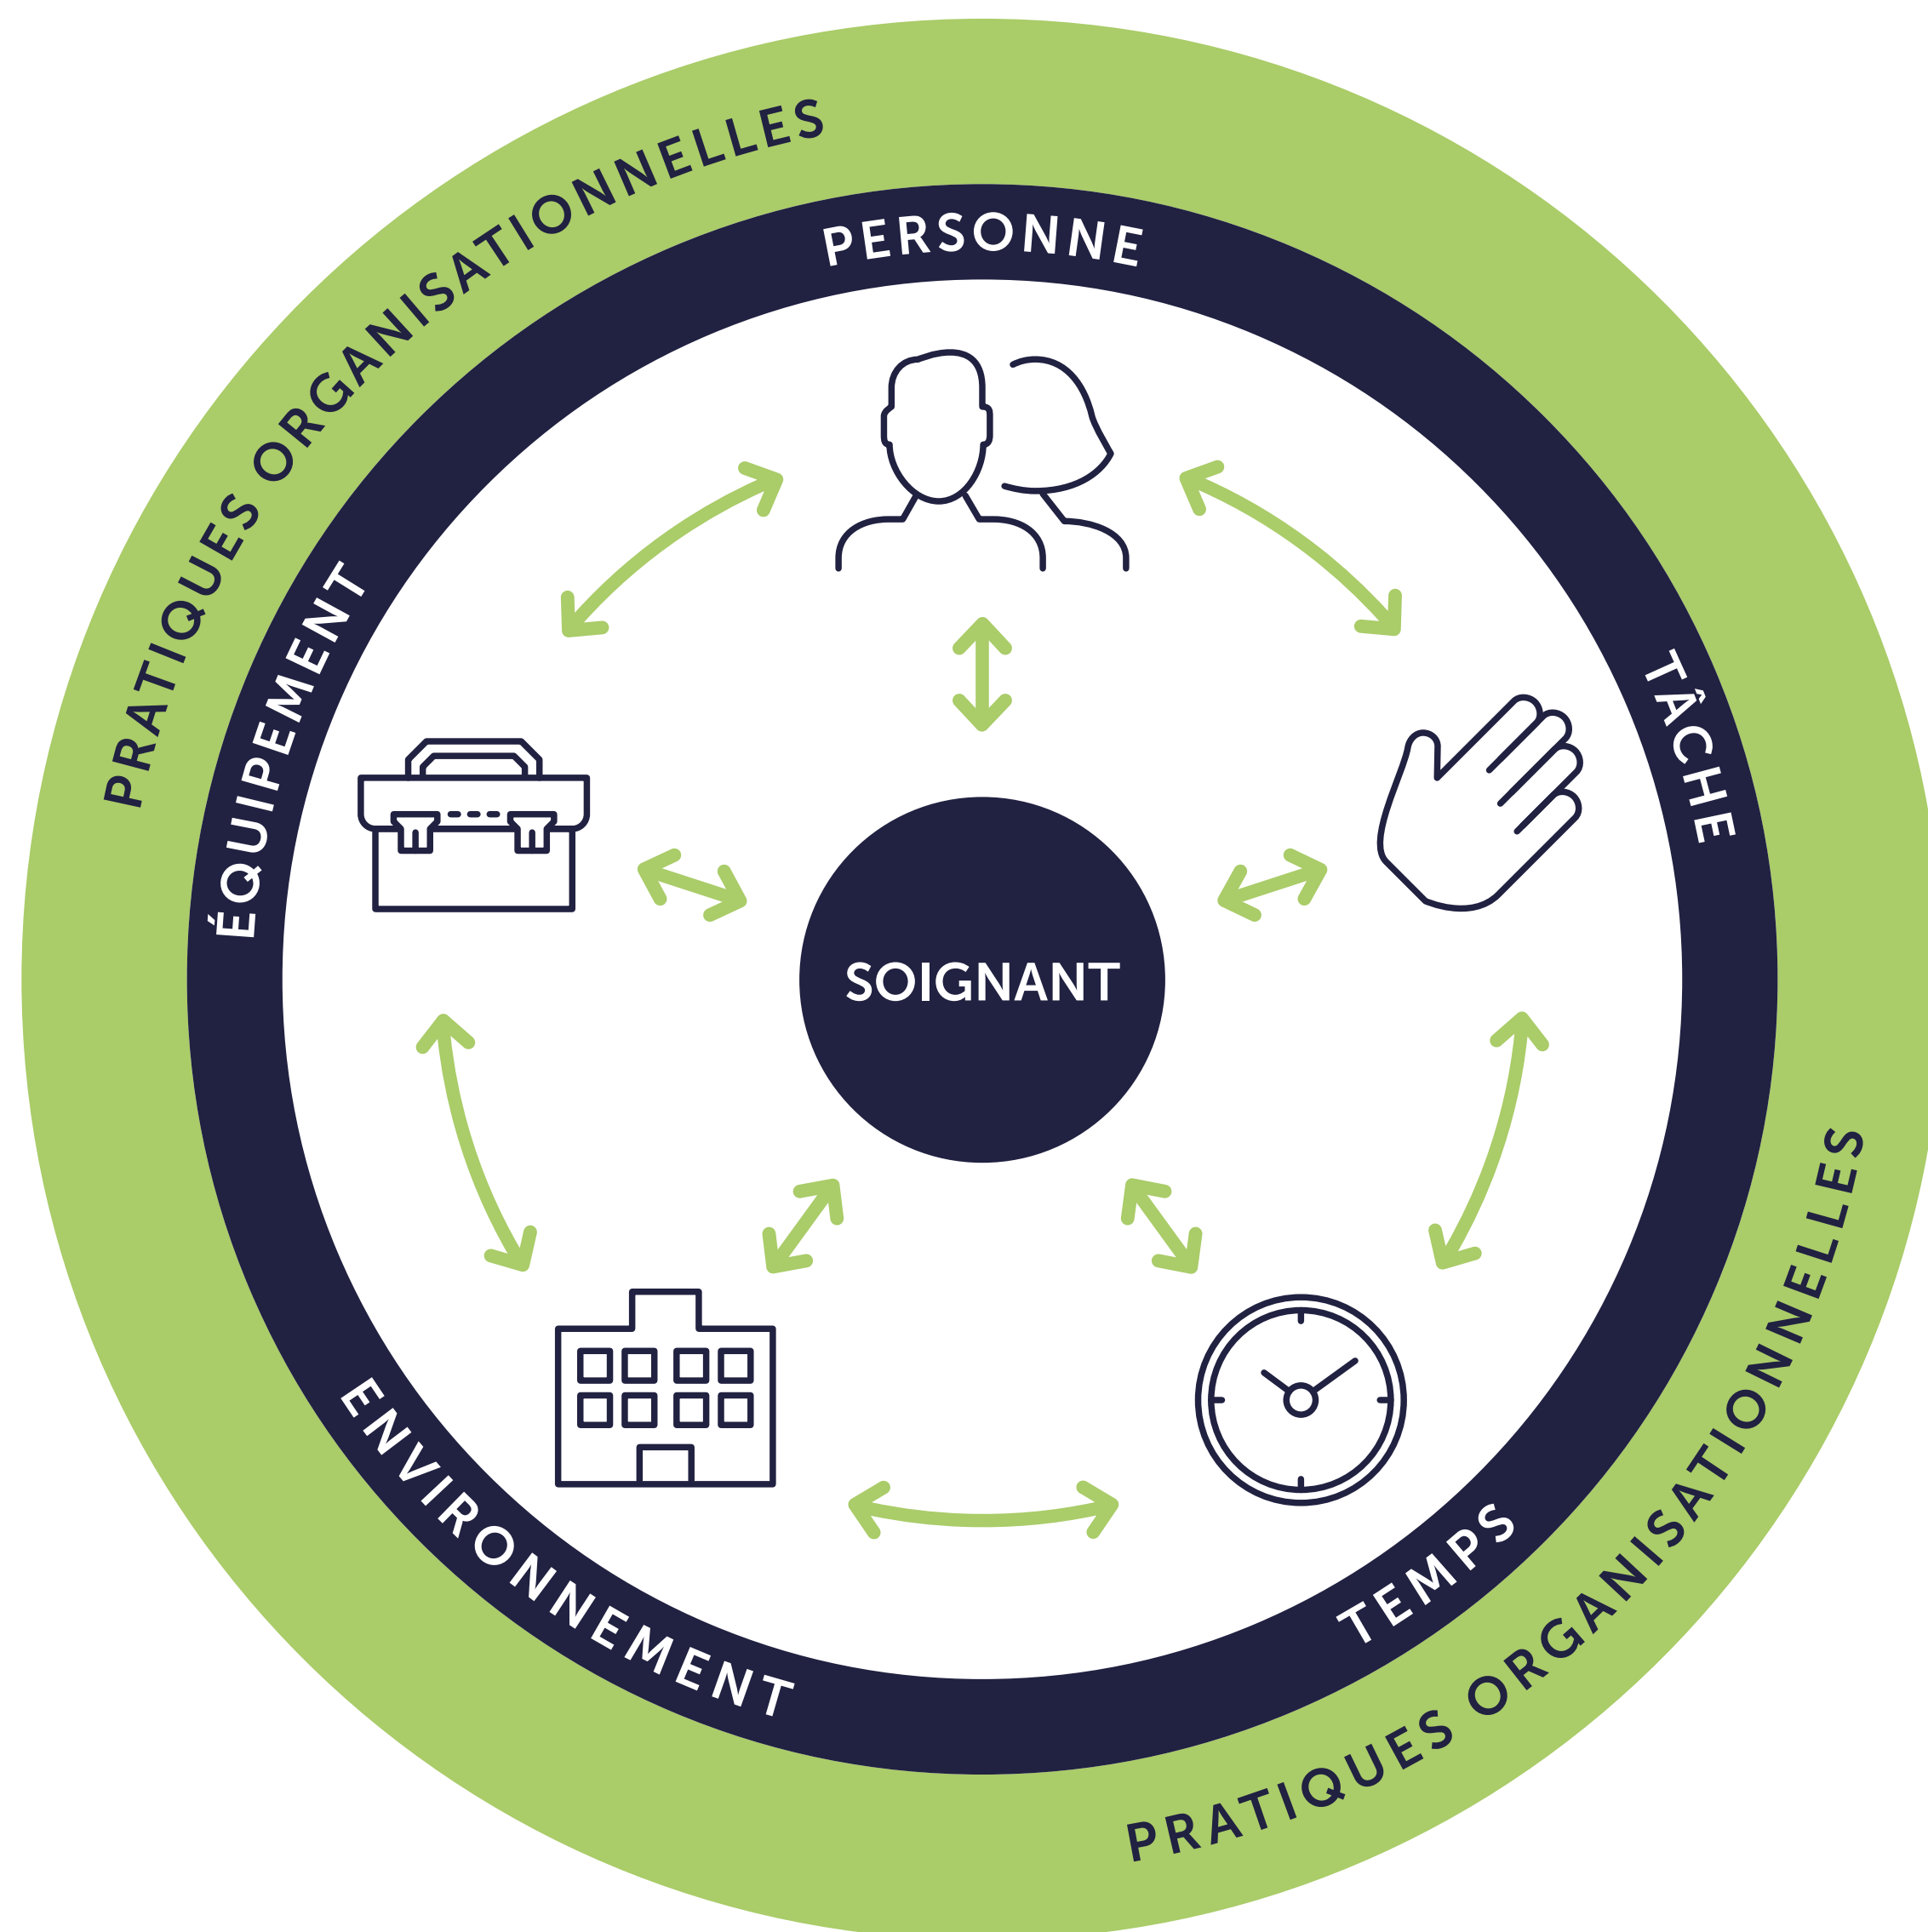 PRATIQUES ORGANISATIONNELLES
PERSONNE
ÉQUIPEMENT
TÂCHE
SOIGNANT
ENVIRONNEMENT
TEMPS
PRATIQUES ORGANISATIONNELLES